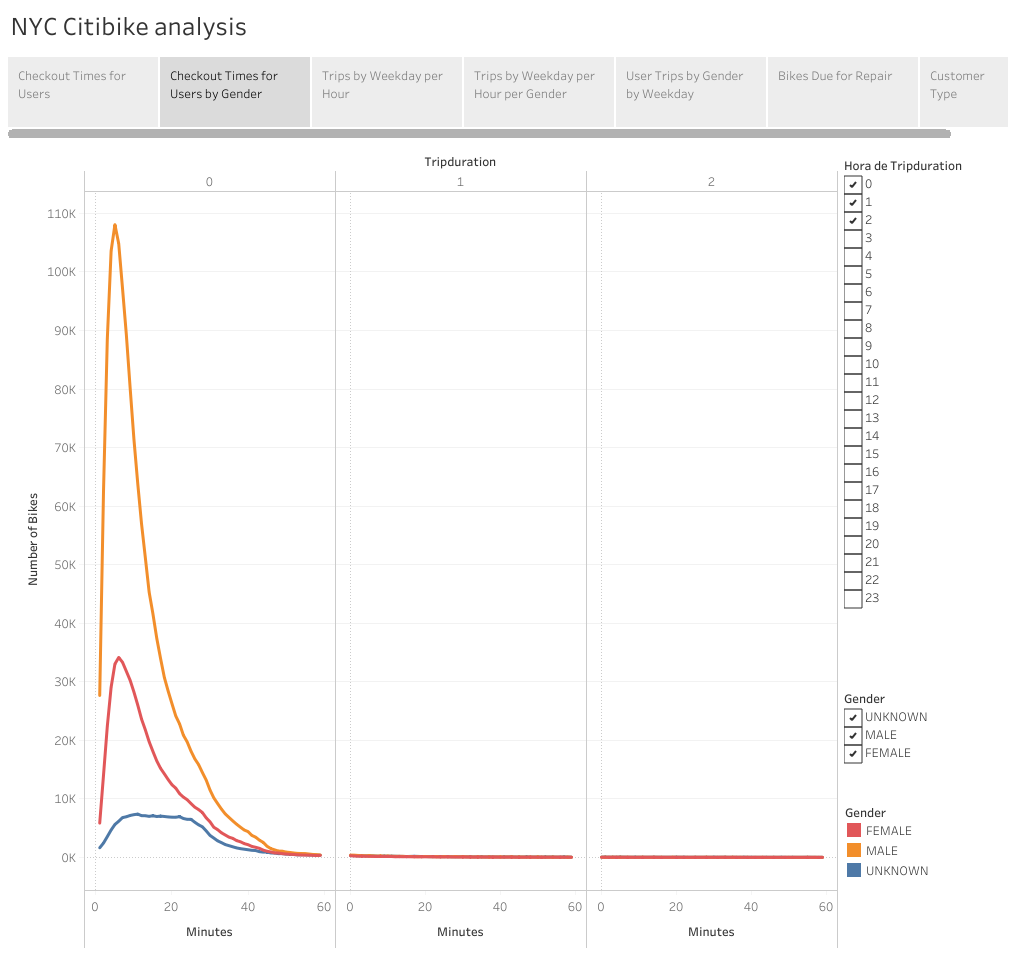 NYC Citibike analysis
Checkout Times for
Users
Checkout Times for
Users by Gender
Trips by Weekday per
Hour
Trips by Weekday per
Hour per Gender
User Trips by Gender
by Weekday
Bikes Due for Repair
Customer
Type
Tripduration
0
1
2
110K
100K
90K
80K
70K
60K
50K
40K
30K
20K
10K
0K
Number of Bikes
0 20 40 60
0 20 40 60
0 20 40 60
Minutes
Minutes
Minutes
Hora de Tripduration
0
1
2
3
4
5
6
7
8
9
10
11
12
13
14
15
16
17
18
19
20
21
22
23
Gender
UNKNOWN
MALE
FEMALE
Gender
FEMALE
MALE
UNKNOWN